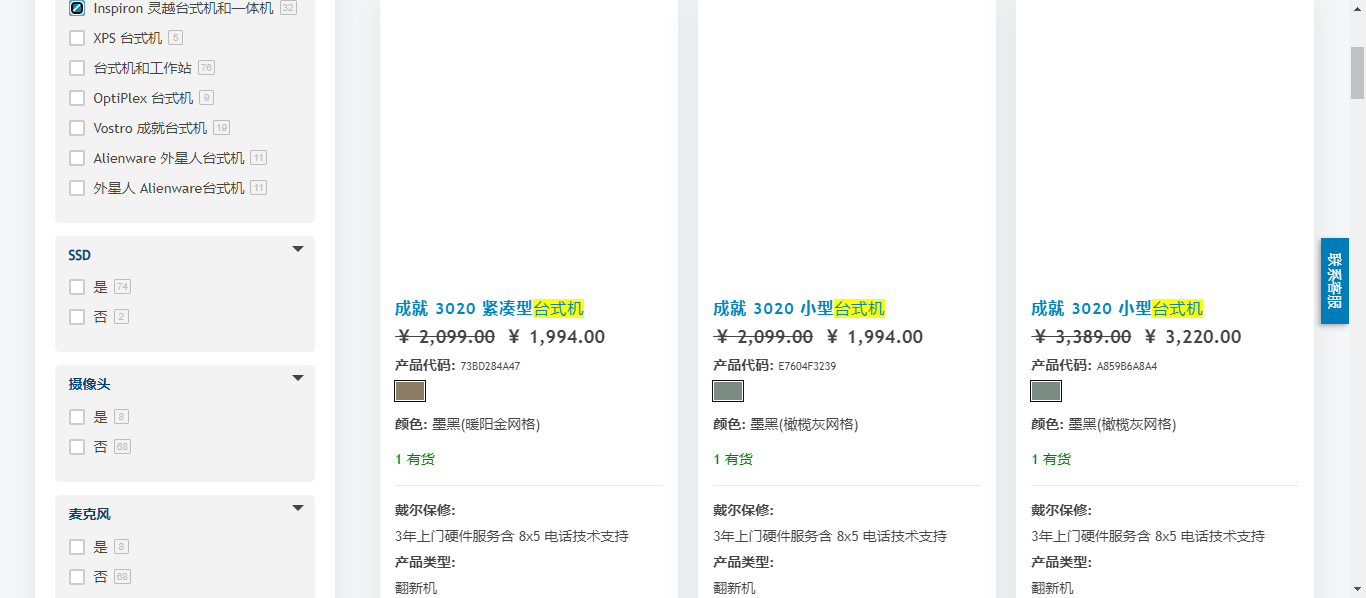 Inspiron 灵越台式机和一体机 32
XPS 台式机 5
台式机和工作站 76
OptiPlex 台式机 9
Vostro 成就台式机 19
Alienware 外星人台式机 11
外星人 Alienware台式机 11
SSD
是 74
否 2
摄像头
是 8
否 68
麦克风
是 8
否 68
成就 3020 紧凑型台式机
¥ 2,099.00 ¥ 1,994.00
产品代码: 73BD284A47
颜色: 墨黑(暖阳金网格)
1 有货
戴尔保修:
3年上门硬件服务含 8x5 电话技术支持
产品类型:
翻新机
成就 3020 小型台式机
¥ 2,099.00 ¥ 1,994.00
产品代码: E7604F3239
颜色: 墨黑(橄榄灰网格)
1 有货
戴尔保修:
3年上门硬件服务含 8x5 电话技术支持
产品类型:
翻新机
成就 3020 小型台式机
¥ 3,389.00 ¥ 3,220.00
产品代码: A859B6A8A4
颜色: 墨黑(橄榄灰网格)
1 有货
戴尔保修:
3年上门硬件服务含 8x5 电话技术支持
产品类型:
翻新机
联系客服